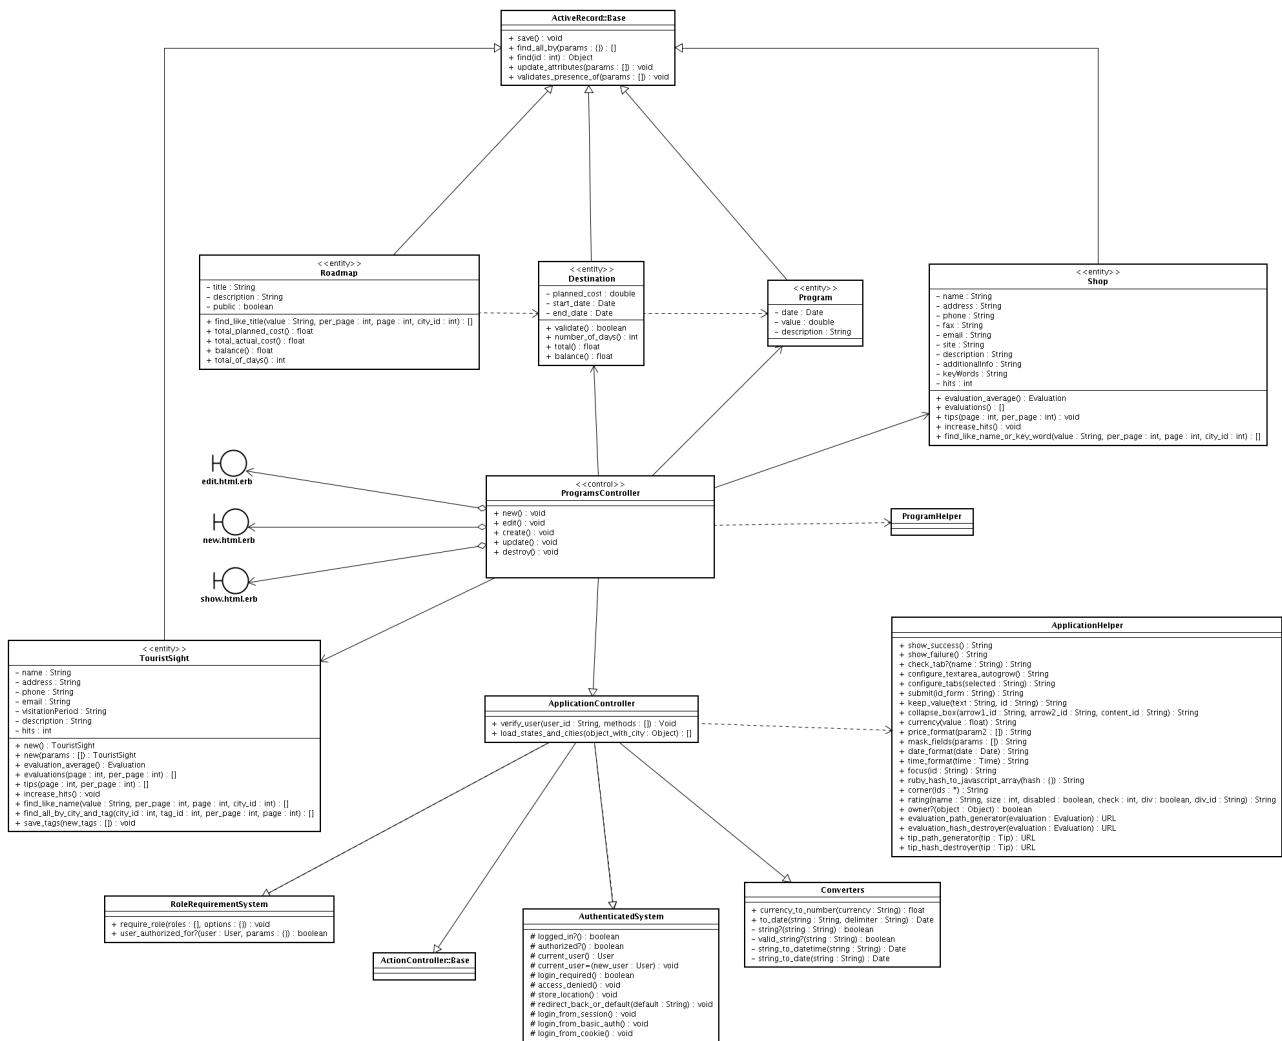 ActiveRecord::Base
+ save() : void
+ find_all_by(params : {}) : []
+ find(id : int) : Object
+ update_attributes(params : []) : void
+ validates_presence_of(params : []) : void
<<entity>>
Roadmap
- title : String
- description : String
- public : boolean
+ find_like_title(value : String, per_page : int, page : int, city_id : int) : []
+ total_planned_cost() : float
+ total_actual_cost() : float
+ balance() : float
+ total_of_days() : int
<<entity>>
Destination
- planned_cost : double
- start_date : Date
- end_date : Date
+ validate() : boolean
+ number_of_days() : int
+ total() : float
+ balance() : float
<<entity>>
Program
- date : Date
- value : double
- description : String
<<entity>>
Shop
- name : String
- address : String
- phone : String
- fax : String
- email : String
- site : String
- description : String
- additionalInfo : String
- keyWords : String
- hits : int
+ evaluation_average() : Evaluation
+ evaluations() : []
+ tips(page : int, per_page : int) : void
+ increase_hits() : void
+ find_like_name_or_key_word(value : String, per_page : int, page : int, city_id : int) : []
edit.html.erb
new.html.erb
show.html.erb
<<control>>
ProgramsController
+ new() : void
+ edit() : void
+ create() : void
+ update() : void
+ destroy() : void
ProgramHelper
<<entity>>
TouristSight
- name : String
- address : String
- phone : String
- email : String
- visitationPeriod : String
- description : String
- hits : int
+ new() : TouristSight
+ new(params : []) : TouristSight
+ evaluation_average() : Evaluation
+ evaluations(page : int, per_page : int) : []
+ tips(page : int, per_page : int) : []
+ increase_hits() : void
+ find_like_name(value : String, per_page : int, page : int, city_id : int) : []
+ find_all_by_city_and_tag(city_id : int, tag_id : int, per_page : int, page : int) : []
+ save_tags(new_tags : []) : void
ApplicationController
+ verify_user(user_id : String, methods : []) : Void
+ load_states_and_cities(object_with_city : Object) : []
ApplicationHelper
+ show_success() : String
+ show_failure() : String
+ check_tab?(name : String) : String
+ configure_textarea_autogrow() : String
+ configure_tabs(selected : String) : String
+ submit(id_form : String) : String
+ keep_value(text : String, id : String) : String
+ collapse_box(arrow1_id : String, arrow2_id : String, content_id : String) : String
+ currency(value : float) : String
+ price_format(param2 : []) : String
+ mask_fields(params : []) : String
+ date_format(date : Date) : String
+ time_format(time : Time) : String
+ focus(id : String) : String
+ ruby_hash_to_javascript_array(hash : {}) : String
+ corner(ids : *) : String
+ rating(name : String, size : int, disabled : boolean, check : int, div : boolean, div_id : String) : String
+ owner?(object : Object) : boolean
+ evaluation_path_generator(evaluation : Evaluation) : URL
+ evaluation_hash_destroyer(evaluation : Evaluation) : URL
+ tip_path_generator(tip : Tip) : URL
+ tip_hash_destroyer(tip : Tip) : URL
RoleRequirementSystem
+ require_role(roles : [], options : {}) : void
+ user_authorized_for?(user : User, params : {}) : boolean
ActionController::Base
AuthenticatedSystem
# logged_in?() : boolean
# authorized?() : boolean
# current_user() : User
# current_user=(new_user : User) : void
# login_required() : boolean
# access_denied() : void
# store_location() : void
# redirect_back_or_default(default : String) : void
# login_from_session() : void
# login_from_basic_auth() : void
# login_from_cookie() : void
Converters
+ currency_to_number(currency : String) : float
+ to_date(string : String, delimiter : String) : Date
- string?(string : String) : boolean
- valid_string?(string : String) : boolean
- string_to_datetime(string : String) : Date
- string_to_date(string : String) : Date